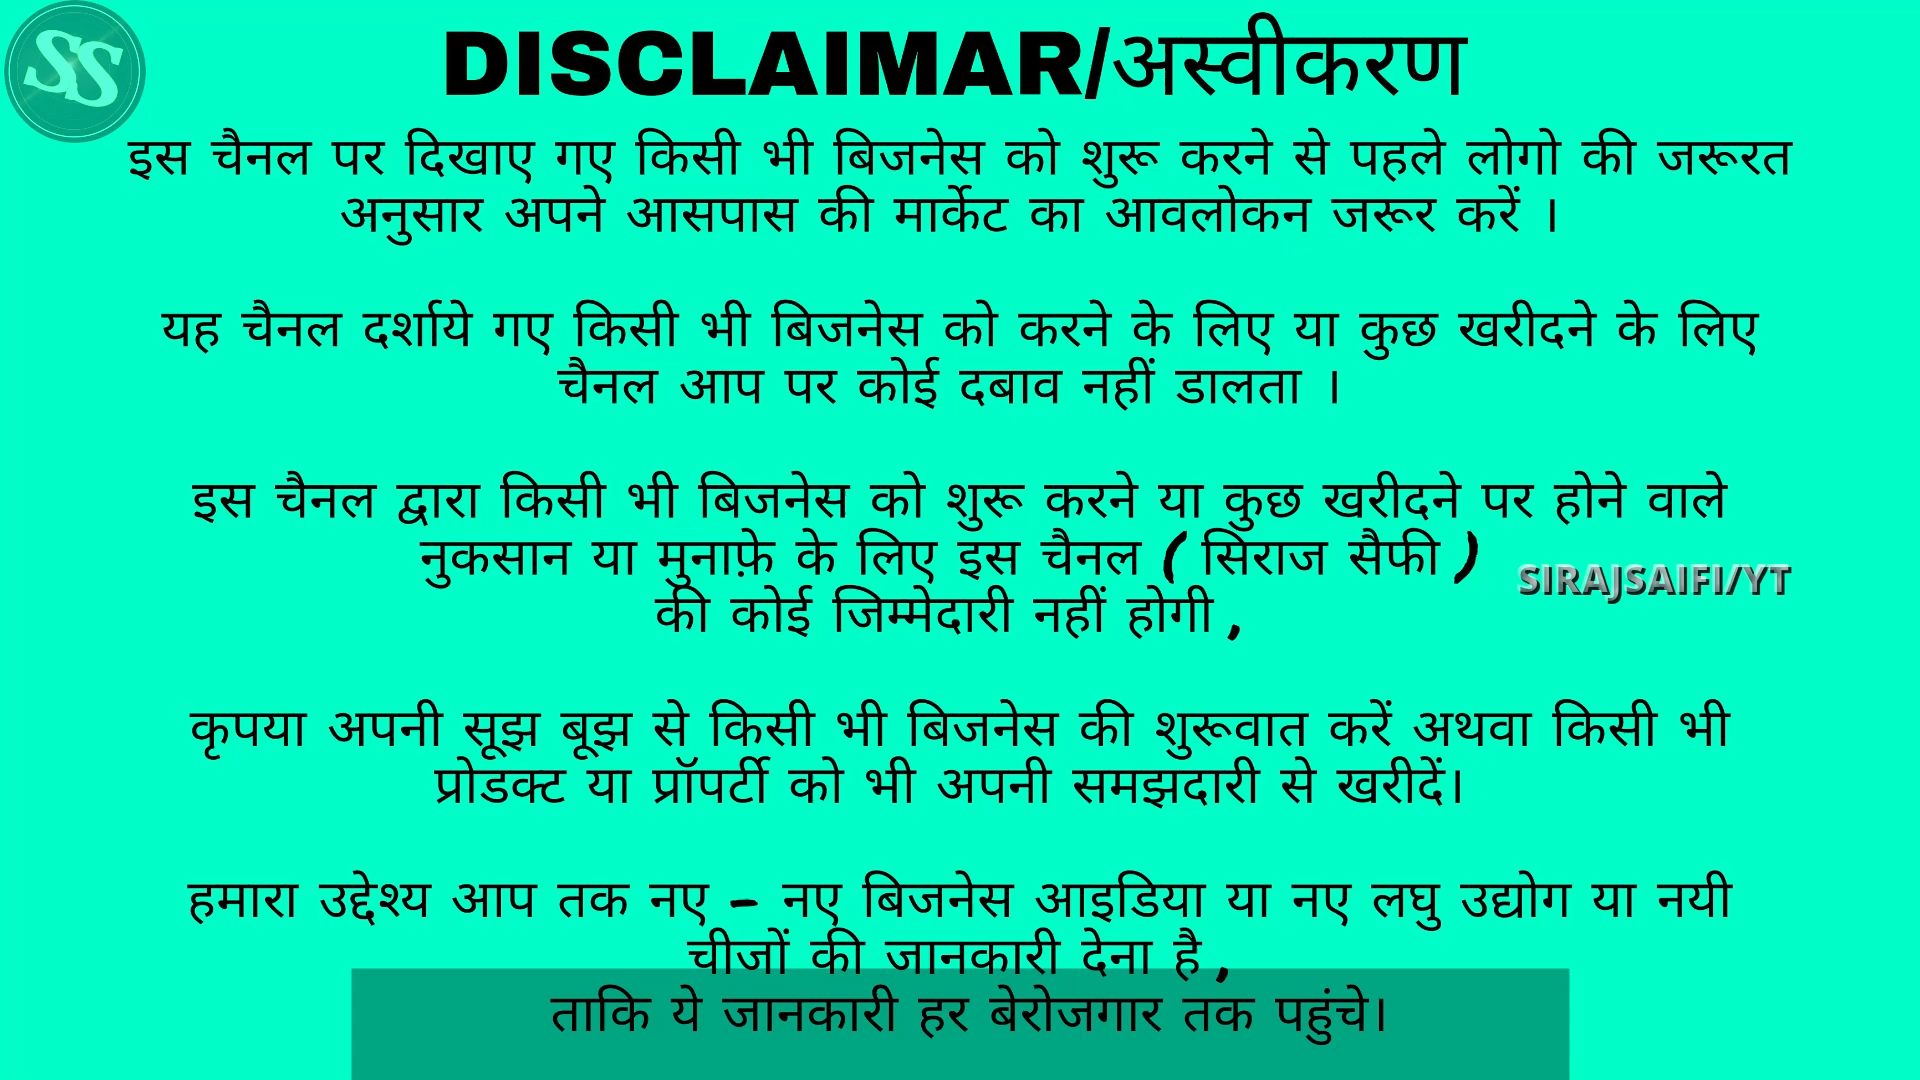 SS
DISCLAIMAR/अस्वीकरण
इस चैनल पर दिखाए गए किसी भी बिजनेस को शुरू करने से पहले लोगो की जरूरत
अनुसार अपने आसपास की मार्केट का आवलोकन जरूर करें ।
यह चैनल दर्शाये गए किसी भी बिजनेस को करने के लिए या कुछ खरीदने के लिए
चैनल आप पर कोई दबाव नहीं डालता ।
इस चैनल द्वारा किसी भी बिजनेस को शुरू करने या कुछ खरीदने पर होने वाले
नुकसान या मुनाफ़े के लिए इस चैनल ( सिराज सैफी )
SIRAJSAIFI/YT
की कोई जिम्मेदारी नहीं होगी ,
कृपया अपनी सूझ बूझ से किसी भी बिजनेस की शुरूवात करें अथवा किसी भी
प्रोडक्ट या प्रॉपर्टी को भी अपनी समझदारी से खरीदें।
हमारा उद्देश्य आप तक नए - नए बिजनेस आइडिया या नए लघु उद्योग या नयी
चीजों की जानकारी देना है ,
ताकि ये जानकारी हर बेरोजगार तक पहुंचे।